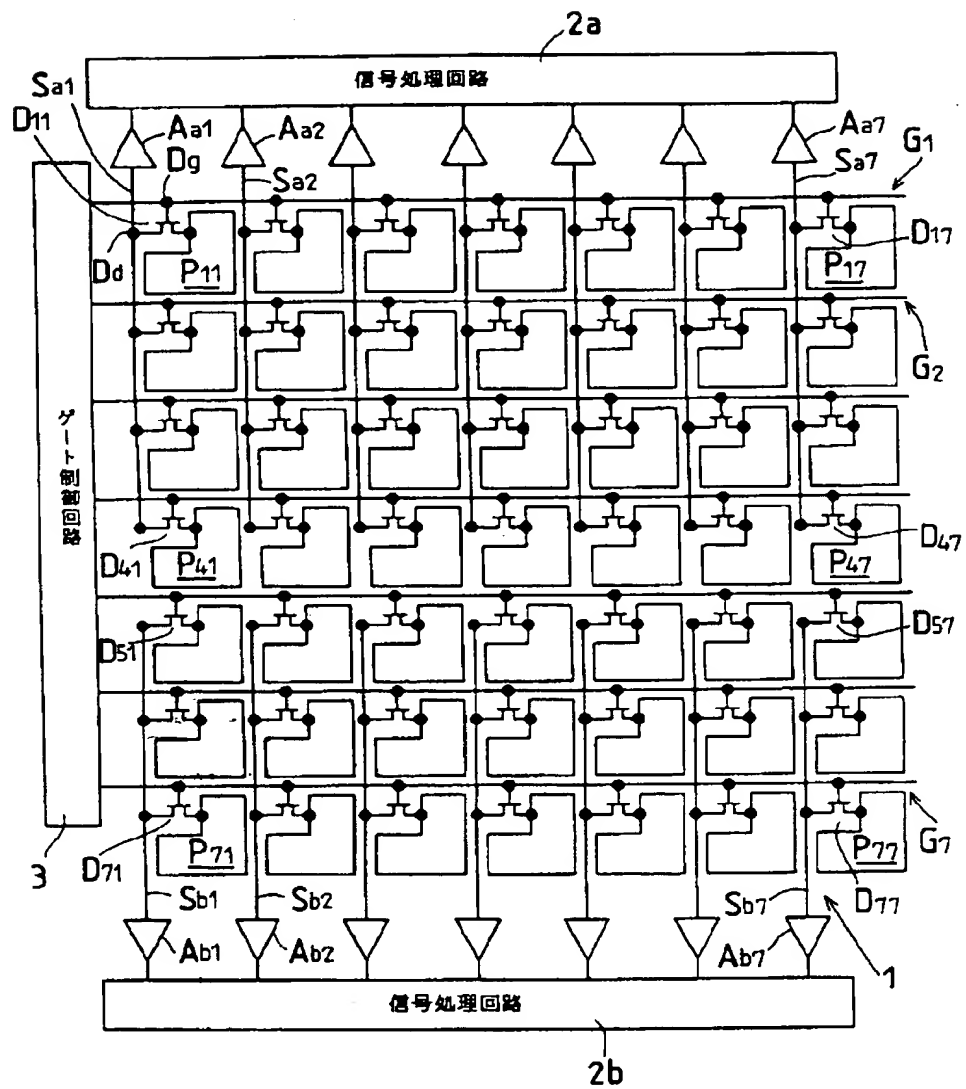 2a
信号処理回路
Sa1
D11
Aa1
Dg
Aa2
Sa2
Aa7
Sa7
G1
Dd
P11
P17
D17
G2
ゲート制御回路
D41
P41
P47
D47
D51
D57
3
D71
P71
P77
G7
D77
Sb1
Sb2
Sb7
Ab1
Ab2
Ab7
1
信号処理回路
2b